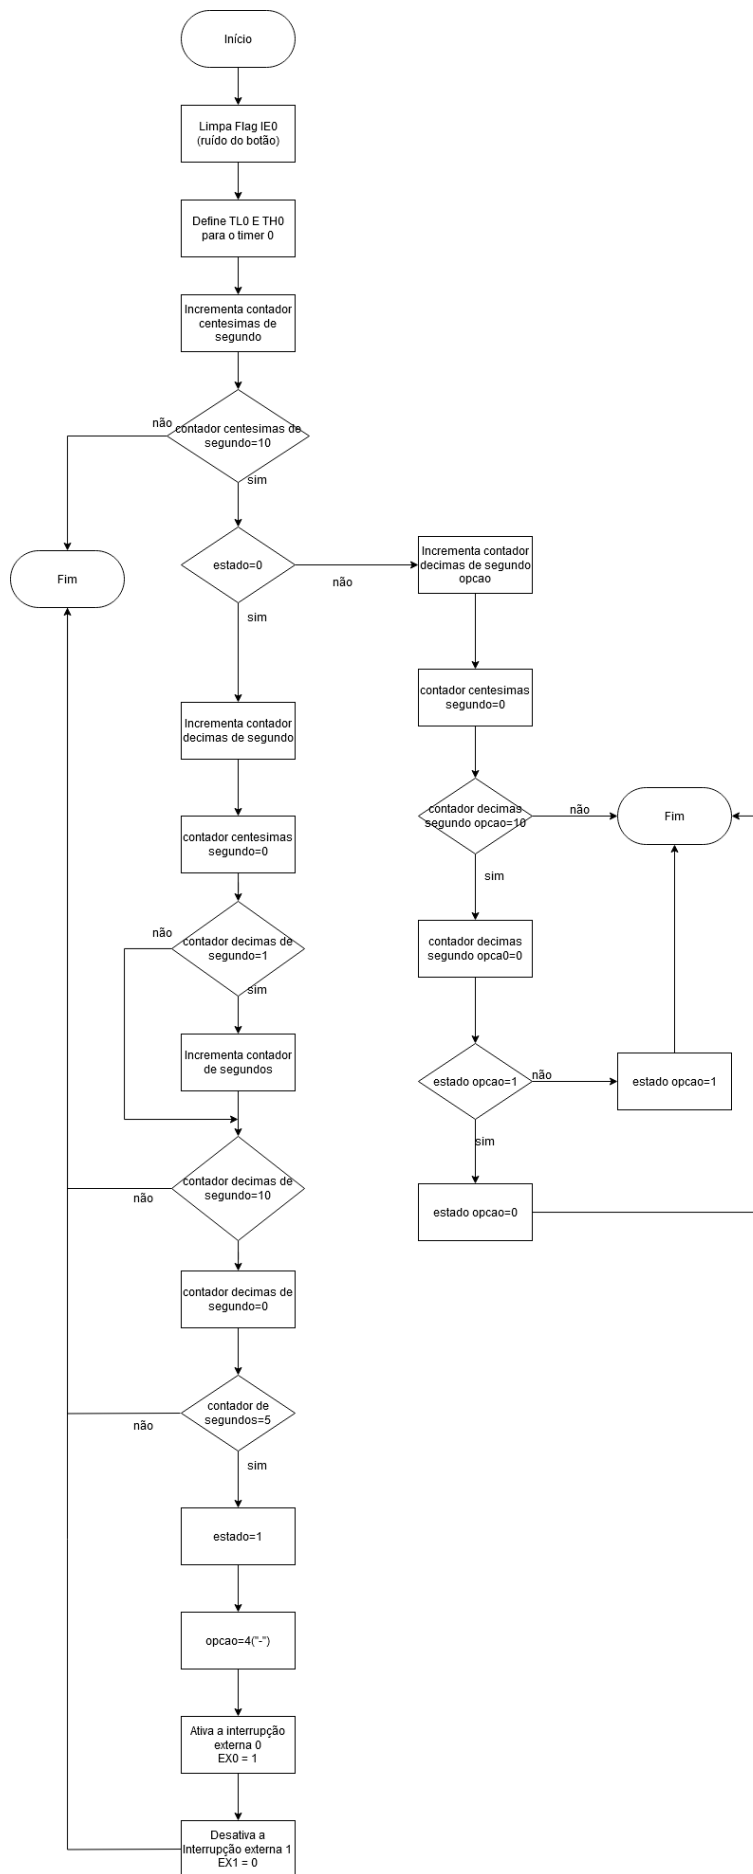 Início
Limpa Flag IE0
(ruído do botão)
Define TL0 E TH0
para o timer 0
Incrementa contador
centesimas de
segundo
contador centesimas de
segundo=10
não
sim
Fim
estado=0
não
sim
Incrementa contador
decimas de segundo
opcao
contador centesimas
segundo=0
Incrementa contador
decimas de segundo
contador decimas
segundo opcao=10
não
Fim
sim
contador centesimas
segundo=0
contador decimas de
segundo=1
não
sim
contador decimas
segundo opca0=0
Incrementa contador
de segundos
estado opcao=1
não
estado opcao=1
sim
estado opcao=0
contador decimas de
segundo=10
não
contador decimas de
segundo=0
contador de
segundos=5
não
sim
estado=1
opcao=4("-")
Ativa a interrupção
externa 0
EX0 = 1
Desativa a
Interrupção externa 1
EX1 = 0